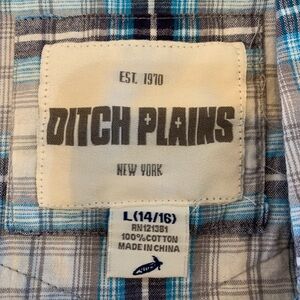 EST. 1970
DITCH PLAINS
NEW YORK
L(14/16)
RN121381
100%COTTON
MADE IN CHINA